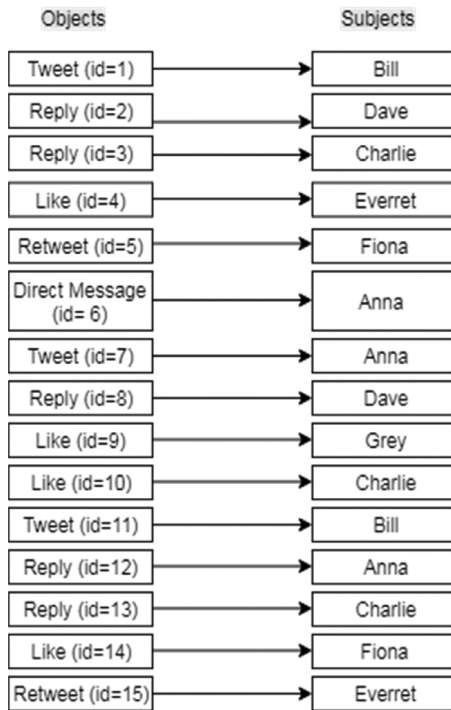 Objects Subjects
Tweet (id=1) Bill
Reply (id=2) Dave
Reply (id=3) Charlie
Like (id=4) Everret
Retweet (id=5) Fiona
Direct Message
(id= 6) Anna
Tweet (id=7) Anna
Reply (id=8) Dave
Like (id=9) Grey
Like (id=10) Charlie
Tweet (id=11) Bill
Reply (id=12) Anna
Reply (id=13) Charlie
Like (id=14) Fiona
Retweet (id=15) Everret